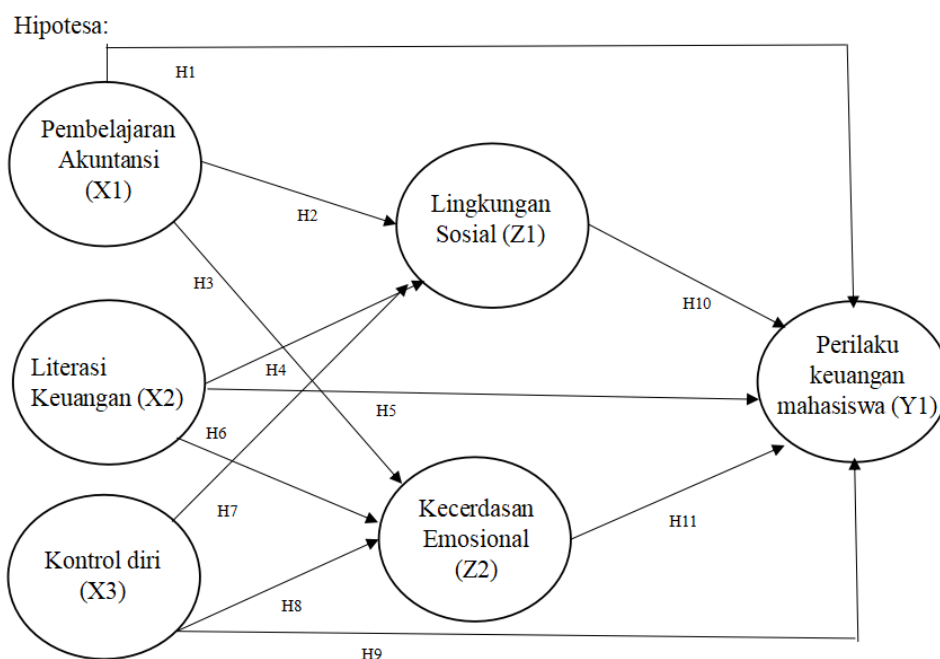 Hipotesa:
H1
Pembelajaran
Akuntansi
(X1)
H2
Lingkungan
Sosial (Z1)
H3
H10
Literasi
Keuangan (X2)
H4
H5
Perilaku
keuangan
mahasiswa (Y1)
H6
H7
Kecerdasan
Emosional
(Z2)
H11
Kontrol diri
(X3)
H8
H9